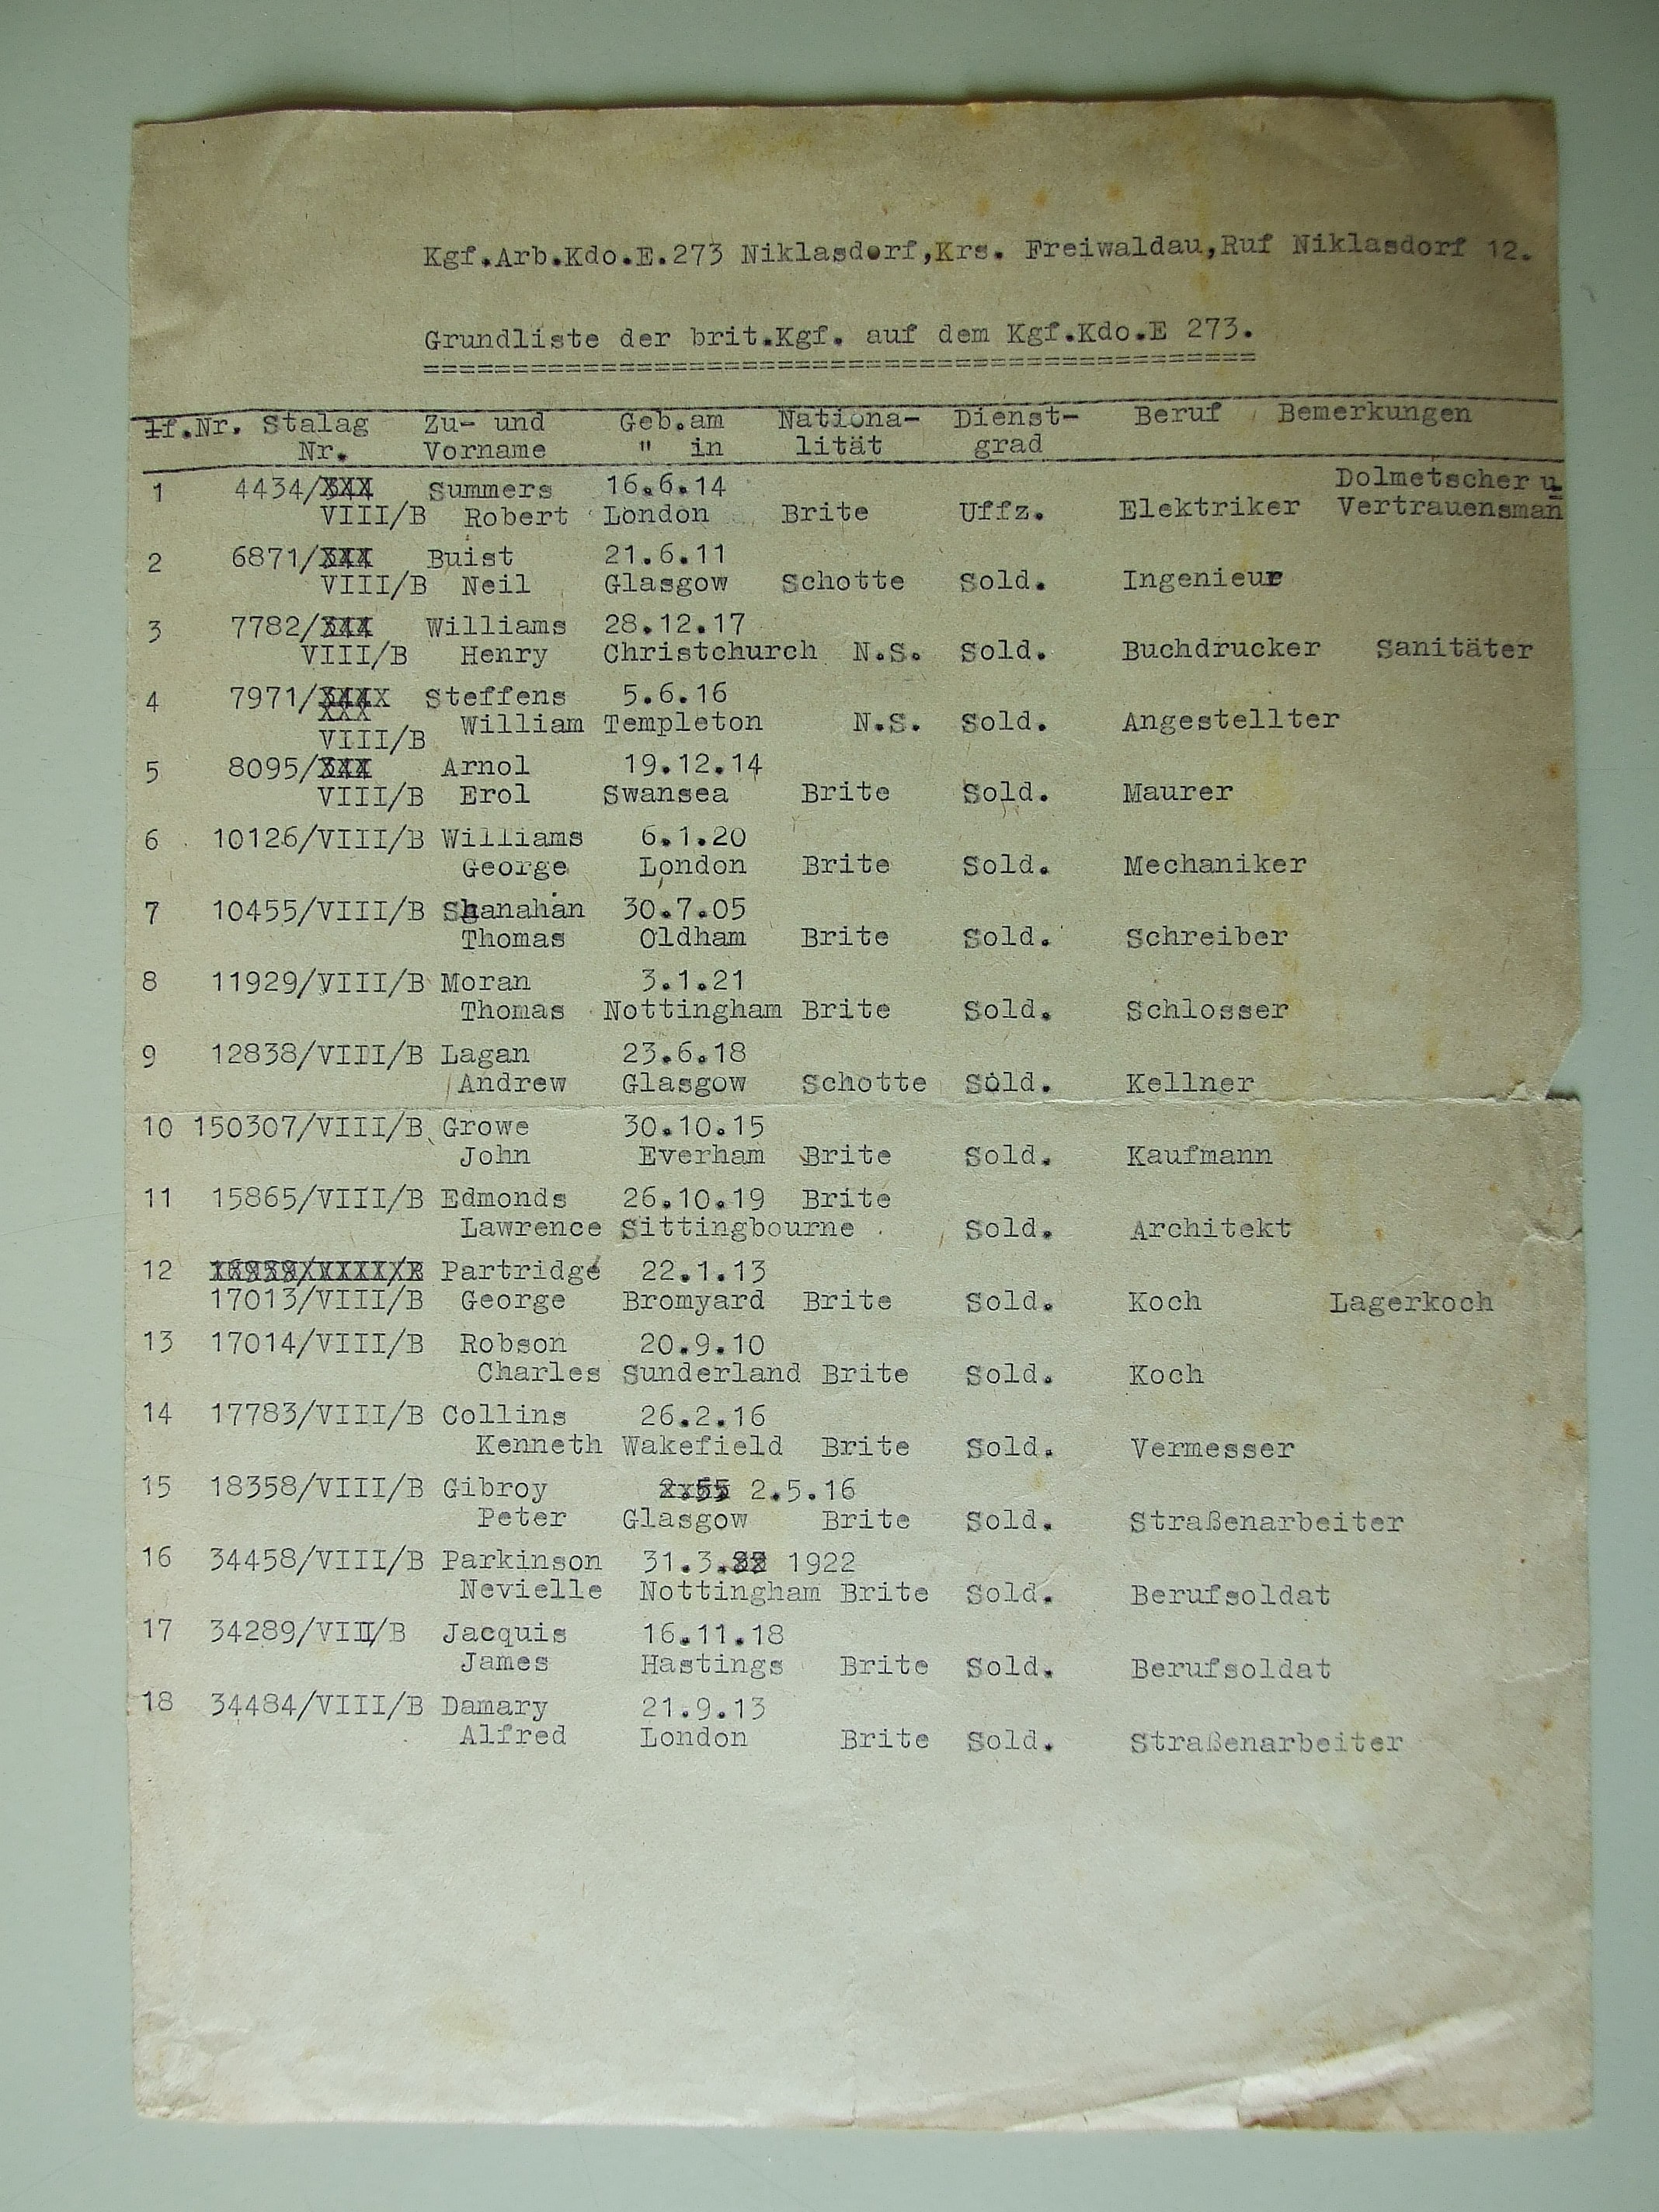 Kgf.Arb.Kdo.E.273 Niklasdorf,Krs. Freiwaldau,Ruf Niklasdorf 12.
Grundliste der brit.Kgf. auf dem Kgf.Kdo.E 273.
===============================================
lf.Nr. Stalag Zu- und Geb.am Nationa- Dienst- Beruf Bemerkungen
Nr. Vorname " in lität grad
1 4434/ Summers 16.6.14 Dolmetscher u.
VIII/B Robert London Brite Uffz. Elektriker Vertrauensman
2 6871/ Buist 21.6.11
VIII/B Neil Glasgow Schotte Sold. Ingenieur
3 7782/ Williams 28.12.17
VIII/B Henry Christchurch N.S. Sold. Buchdrucker Sanitäter
4 7971/ Steffens 5.6.16
William Templeton N.S. Sold. Angestellter
VIII/B
5 8095/ Arnol 19.12.14
VIII/B Erol Swansea Brite Sold. Maurer
6 10126/VIII/B Williams 6.1.20
George London Brite Sold. Mechaniker
7 10455/VIII/B Shanahan 30.7.05
Thomas Oldham Brite Sold. Schreiber
8 11929/VIII/B Moran 3.1.21
Thomas Nottingham Brite Sold. Schlosser
9 12838/VIII/B Lagan 23.6.18
Andrew Glasgow Schotte Sold. Kellner
10 150307/VIII/B Growe 30.10.15
John Everham Brite Sold. Kaufmann
11 15865/VIII/B Edmonds 26.10.19 Brite
Lawrence Sittingbourne Sold. Architekt
12 Partridge 22.1.13
17013/VIII/B George Bromyard Brite Sold. Koch Lagerkoch
13 17014/VIII/B Robson 20.9.10
Charles Sunderland Brite Sold. Koch
14 17783/VIII/B Collins 26.2.16
Kenneth Wakefield Brite Sold. Vermesser
15 18358/VIII/B Gibroy 2.5.16
Peter Glasgow Brite Sold. Straßenarbeiter
16 34458/VIII/B Parkinson 31.3. 1922
Nevielle Nottingham Brite Sold. Berufsoldat
17 34289/VIII/B Jacquis 16.11.18
James Hastings Brite Sold. Berufsoldat
18 34484/VIII/B Damary 21.9.13
Alfred London Brite Sold. Straßenarbeiter